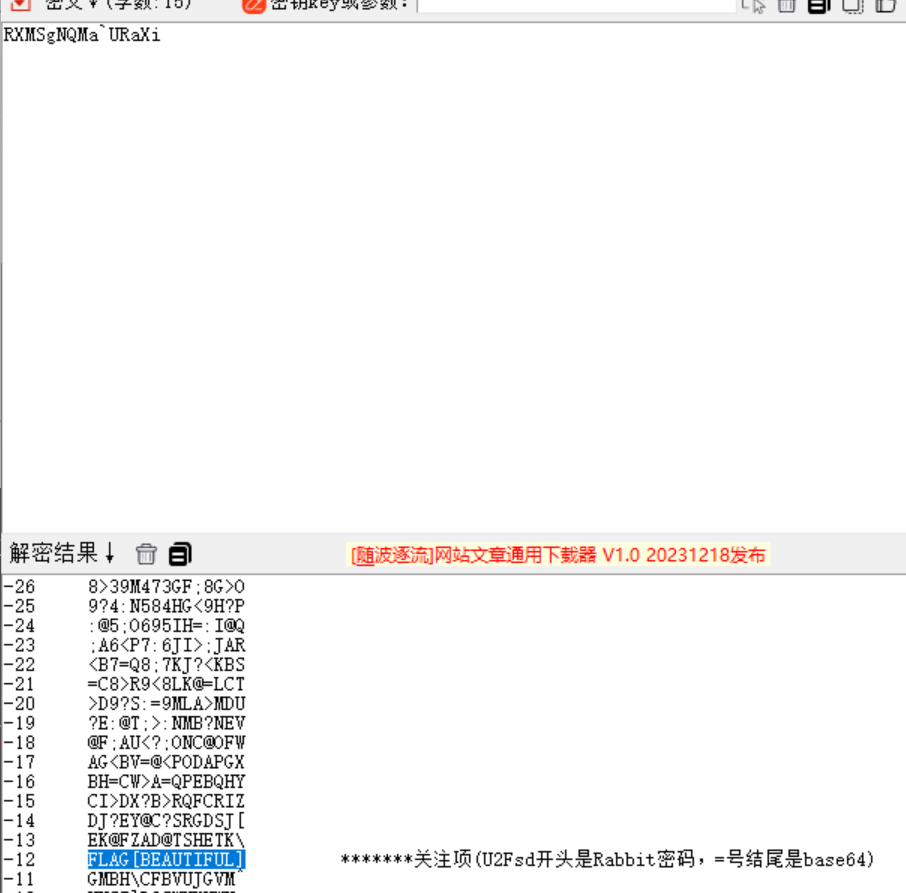 密文↓(字数:15) 密钥key或参数:
RXMSgNQMa`URaXi
解密结果↓ [随波逐流]网站文章通用下载器 V1.0 20231218发布
-26 8>39M473GF;8G>O
-25 9?4:N584HG<9H?P
-24 :@5;O695IH=:I@Q
-23 ;A6<P7:6JI>;JAR
-22 <B7=Q8;7KJ?<KBS
-21 =C8>R9<8LK@=LCT
-20 >D9?S:=9MLA>MDU
-19 ?E:@T;>:NMB?NEV
-18 @F;AU<?;ONC@OFW
-17 AG<BV=@<PODAPGX
-16 BH=CW>A=QPEBQHY
-15 CI>DX?B>RQFCRIZ
-14 DJ?EY@C?SRGDSJ[
-13 EK@FZAD@TSHETK\
-12 FLAG[BEAUTIFUL] *******关注项(U2Fsd开头是Rabbit密码，=号结尾是base64)
-11 GMBH\CFBVUJGVM^